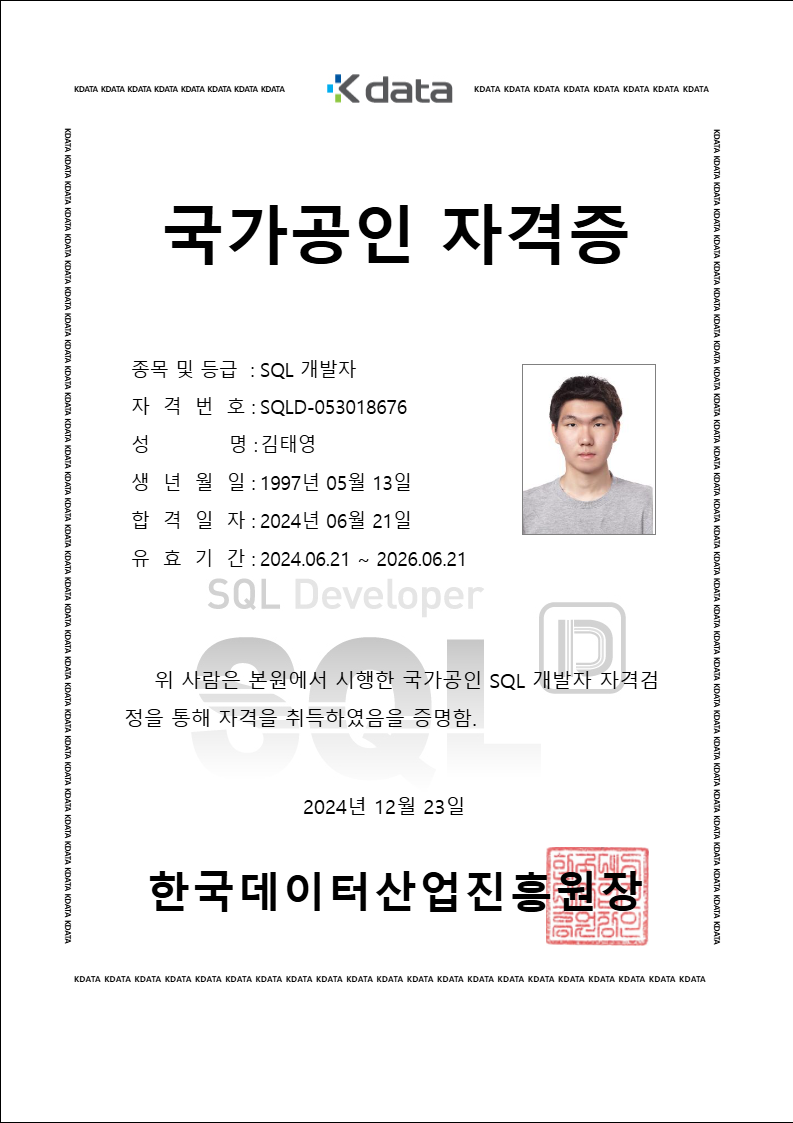 KDATA KDATA KDATA KDATA KDATA KDATA KDATA KDATA
K data
KDATA KDATA KDATA KDATA KDATA KDATA KDATA KDATA
국가공인 자격증
종목 및 등급 : SQL 개발자
자 격 번 호 : SQLD-053018676
성 명 : 김태영
생 년 월 일 : 1997년 05월 13일
합 격 일 자 : 2024년 06월 21일
유 효 기 간 : 2024.06.21 ~ 2026.06.21
SQL Developer
SQL
D
위 사람은 본원에서 시행한 국가공인 SQL 개발자 자격검
정을 통해 자격을 취득하였음을 증명함.
2024년 12월 23일
한국데이터산업진흥원장
KDATA KDATA KDATA KDATA KDATA KDATA KDATA KDATA KDATA KDATA KDATA KDATA KDATA KDATA KDATA KDATA KDATA KDATA KDATA KDATA KDATA